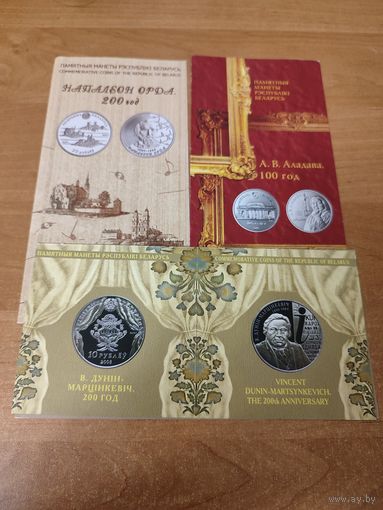 ПАМЯТНЫЯ МАНЕТЫ РЭСПУБЛІКІ БЕЛАРУСЬ
COMMEMORATIVE COINS OF THE REPUBLIC OF BELARUS
НАПАЛЕОН ОРДА.
200 год
ПАМЯТНЫЯ
МАНЕТЫ
РЭСПУБЛІКІ
БЕЛАРУСЬ
А. В. Аладава.
100 год
ПАМЯТНЫЯ МАНЕТЫ РЭСПУБЛІКІ БЕЛАРУСЬ
COMMEMORATIVE COINS OF THE REPUBLIC OF BELARUS
10 РУБЛЁЎ
2008
В. ДУНІН-
МАРЦІНКЕВІЧ.
200 ГОД
VINCENT
DUNIN-MARTSYNKEVICH.
THE 200th ANNIVERSARY
ay.by